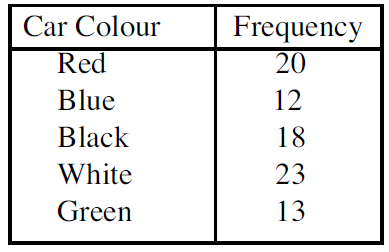 Car Colour Frequency
Red 20
Blue 12
Black 18
White 23
Green 13